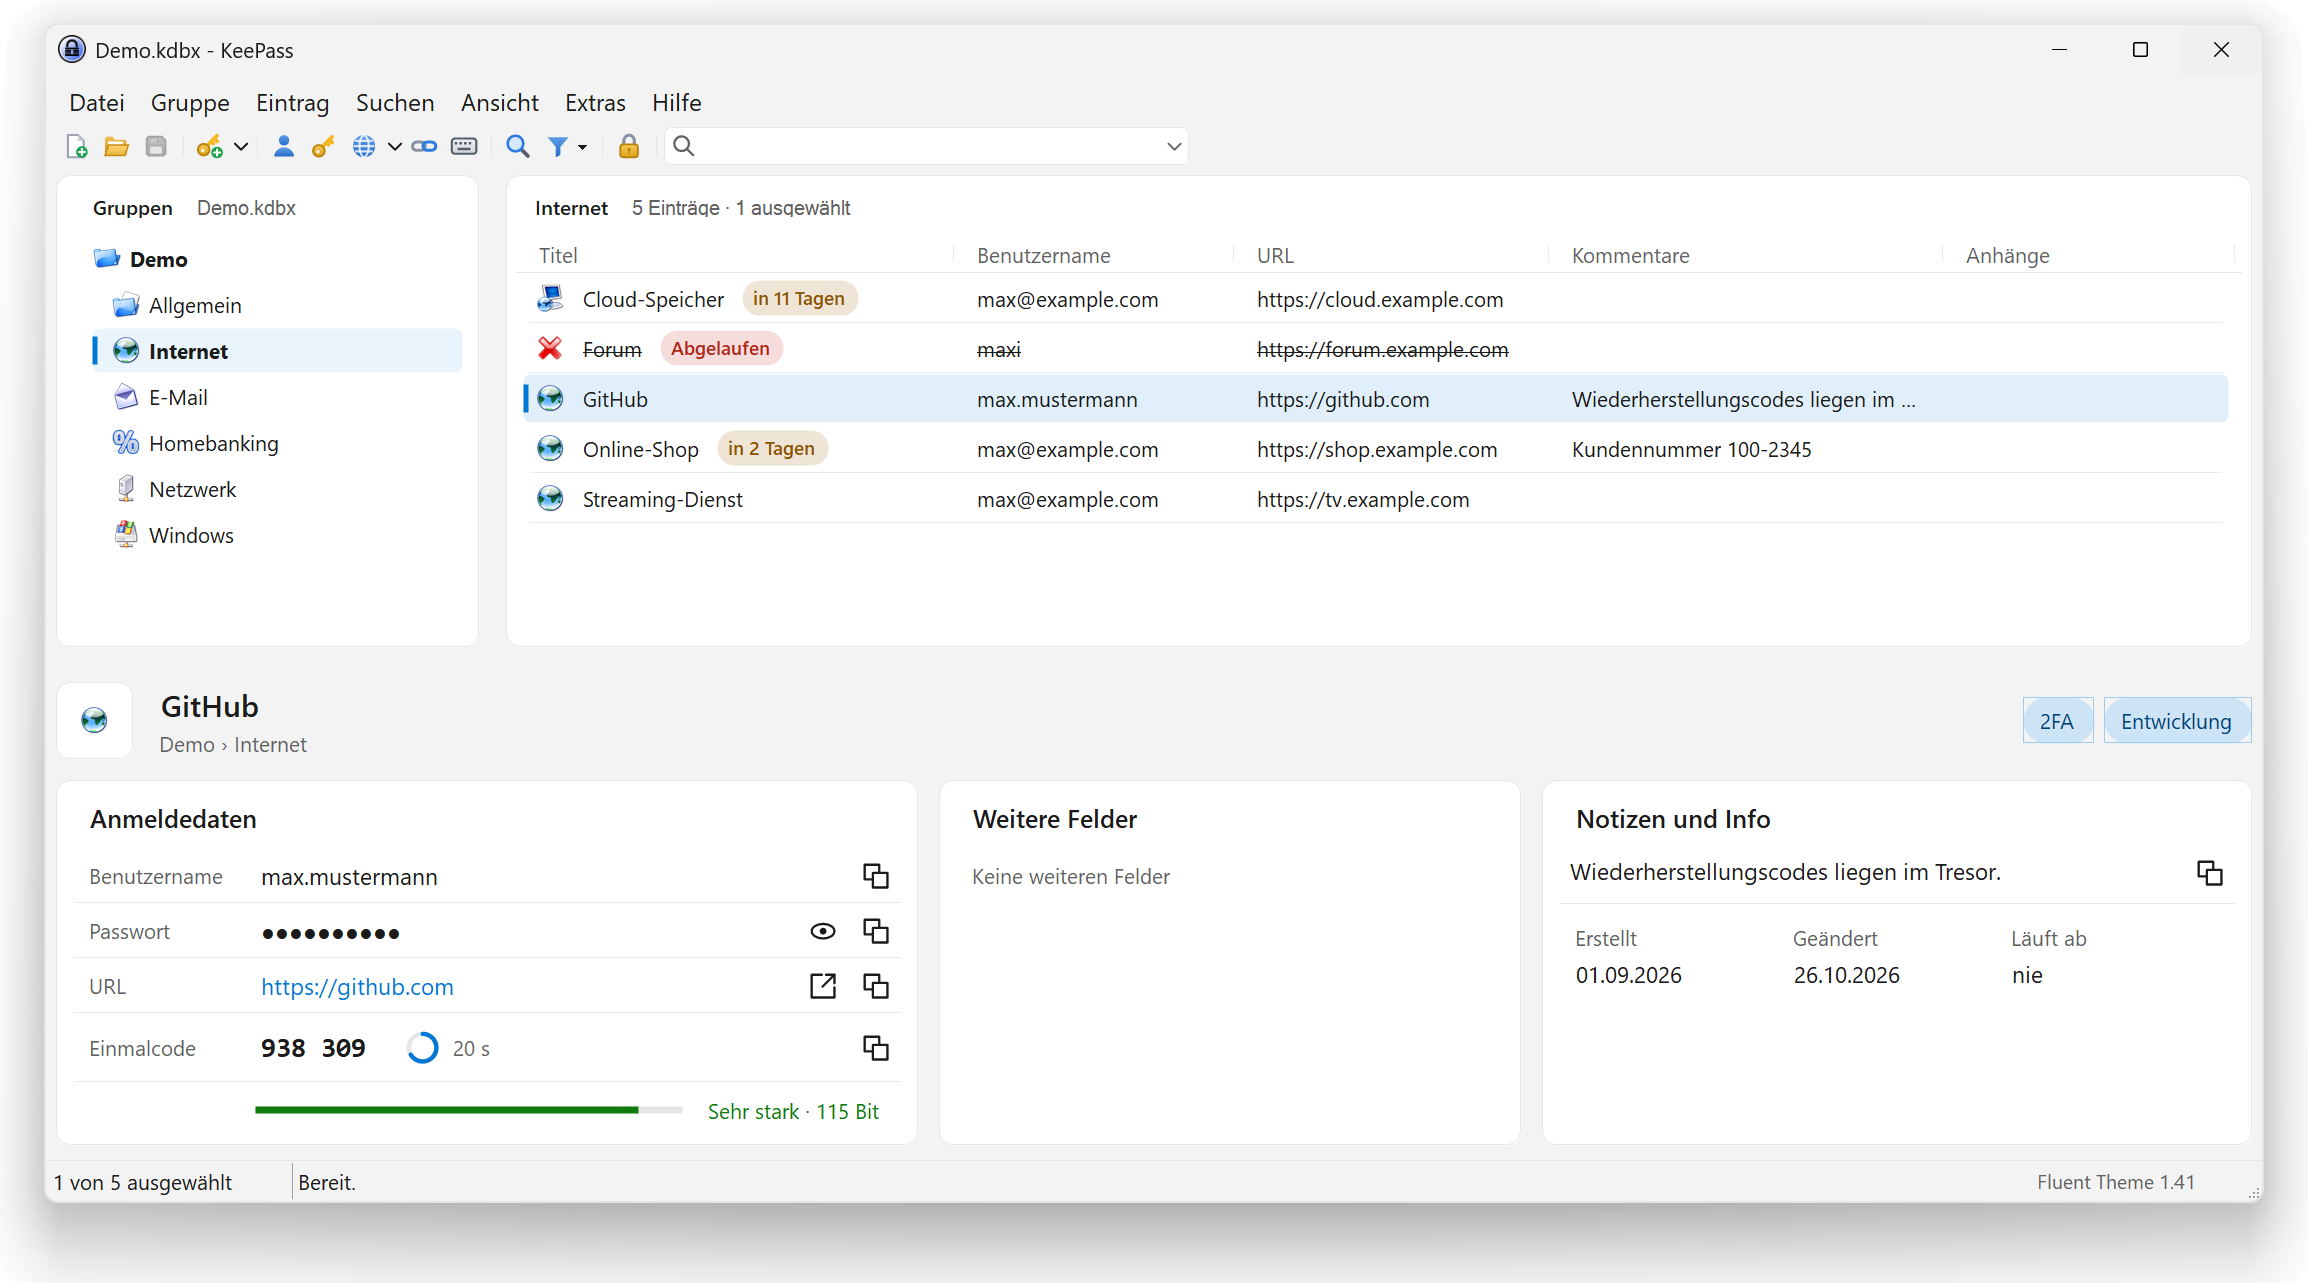 Demo.kdbx - KeePass
Datei Gruppe Eintrag Suchen Ansicht Extras Hilfe
Gruppen Demo.kdbx
Demo
Allgemein
Internet
E-Mail
Homebanking
Netzwerk
Windows
Internet 5 Einträge · 1 ausgewählt
Titel Benutzername URL Kommentare Anhänge
Cloud-Speicher in 11 Tagen max@example.com https://cloud.example.com
Forum Abgelaufen maxi https://forum.example.com
GitHub max.mustermann https://github.com Wiederherstellungscodes liegen im ...
Online-Shop in 2 Tagen max@example.com https://shop.example.com Kundennummer 100-2345
Streaming-Dienst max@example.com https://tv.example.com
GitHub
Demo › Internet
2FA Entwicklung
Anmeldedaten
Benutzername max.mustermann
Passwort ●●●●●●●●●●
URL https://github.com
Einmalcode 938 309 20 s
Sehr stark · 115 Bit
Weitere Felder
Keine weiteren Felder
Notizen und Info
Wiederherstellungscodes liegen im Tresor.
Erstellt Geändert Läuft ab
01.09.2026 26.10.2026 nie
1 von 5 ausgewählt Bereit. Fluent Theme 1.41